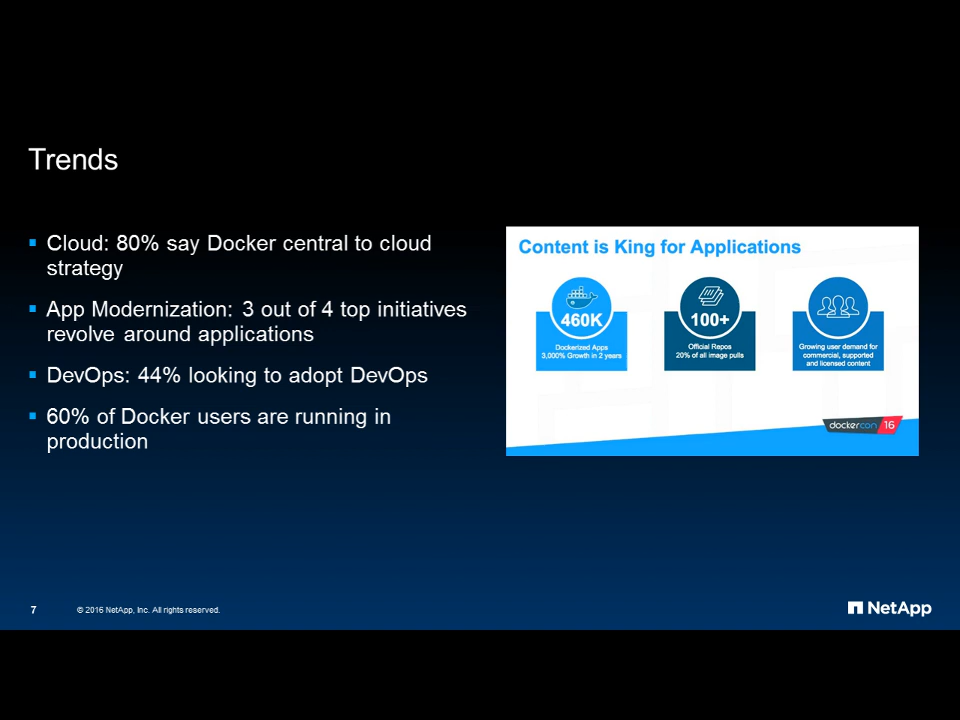 Trends
▪ Cloud: 80% say Docker central to cloud
strategy
▪ App Modernization: 3 out of 4 top initiatives
revolve around applications
▪ DevOps: 44% looking to adopt DevOps
▪ 60% of Docker users are running in
production
Content is King for Applications
460K
Dockerized Apps
3,000% Growth in 2 years
100+
Official Repos
20% of all image pulls
Growing user demand for
commercial, supported
and licensed content
dockercon 16
7
© 2016 NetApp, Inc. All rights reserved.
NetApp